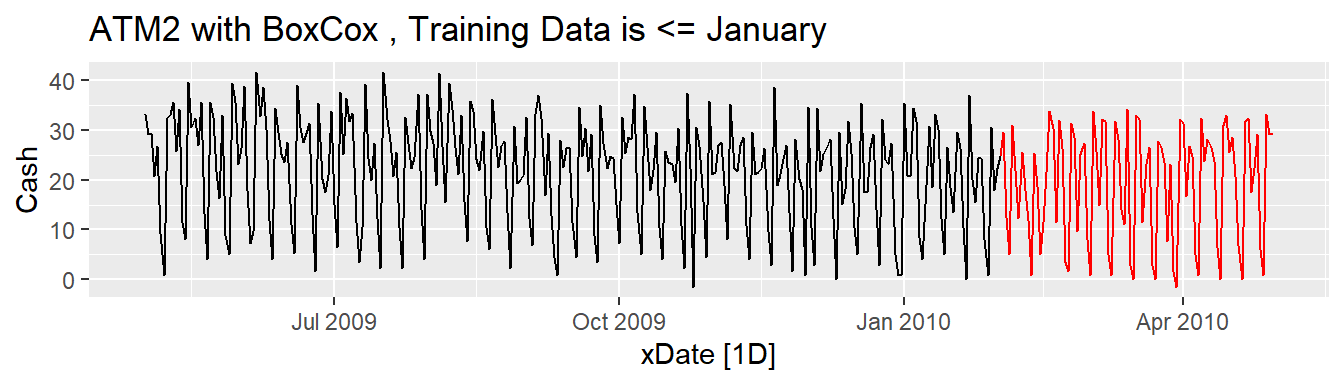 ATM2 with BoxCox , Training Data is <= January
40
30
20
10
0
Cash
Jul 2009
Oct 2009
Jan 2010
Apr 2010
xDate [1D]